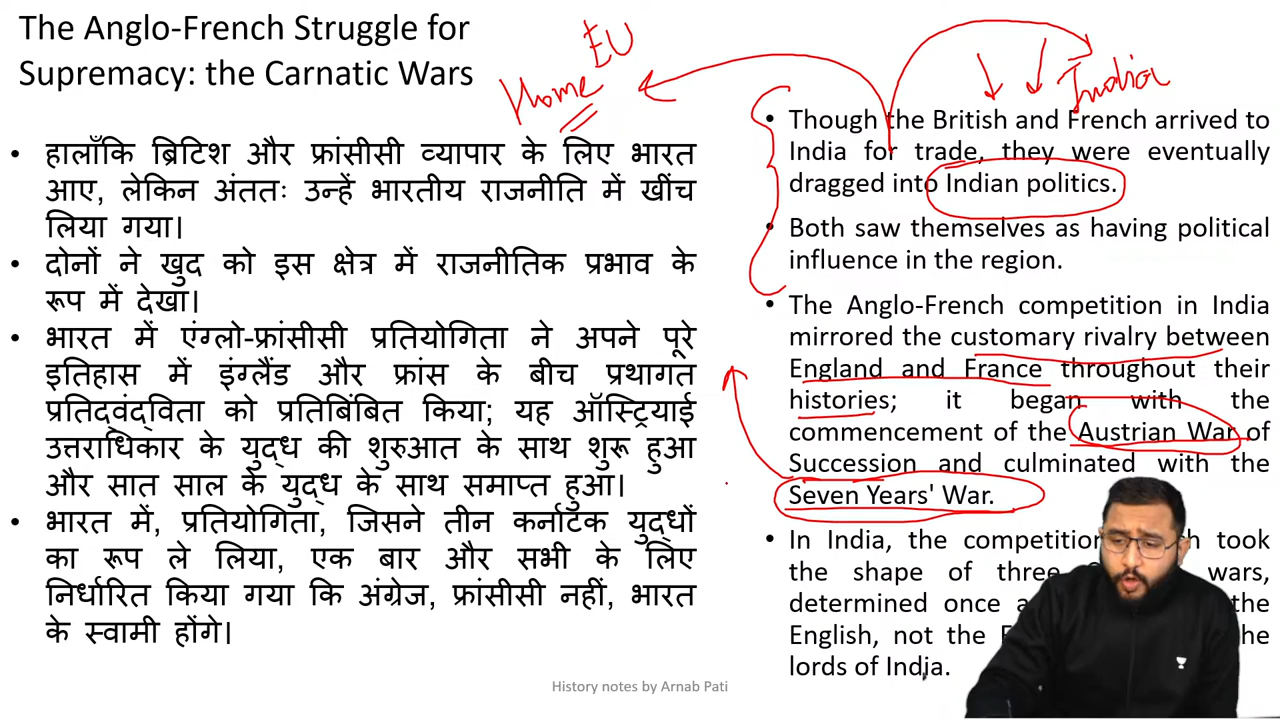 The Anglo-French Struggle for
Supremacy: the Carnatic Wars
EU
Home
India
• हालाँकि ब्रिटिश और फ्रांसीसी व्यापार के लिए भारत
आए, लेकिन अंततः उन्हें भारतीय राजनीति में खींच
लिया गया।
• दोनों ने खुद को इस क्षेत्र में राजनीतिक प्रभाव के
रूप में देखा।
• भारत में एंग्लो-फ्रांसीसी प्रतियोगिता ने अपने पूरे
इतिहास में इंग्लैंड और फ्रांस के बीच प्रथागत
प्रतिद्वंद्विता को प्रतिबिंबित किया; यह ऑस्ट्रियाई
उत्तराधिकार के युद्ध की शुरुआत के साथ शुरू हुआ
और सात साल के युद्ध के साथ समाप्त हुआ।
• भारत में, प्रतियोगिता, जिसने तीन कर्नाटक युद्धों
का रूप ले लिया, एक बार और सभी के लिए
निर्धारित किया गया कि अंग्रेज, फ्रांसीसी नहीं, भारत
के स्वामी होंगे।
• Though the British and French arrived to
India for trade, they were eventually
dragged into Indian politics.
• Both saw themselves as having political
influence in the region.
• The Anglo-French competition in India
mirrored the customary rivalry between
England and France throughout their
histories; it began with the
commencement of the Austrian War of
Succession and culminated with the
Seven Years' War.
• In India, the competition took
the shape of three wars,
determined once the
English, not the
lords of India.
History notes by Arnab Pati